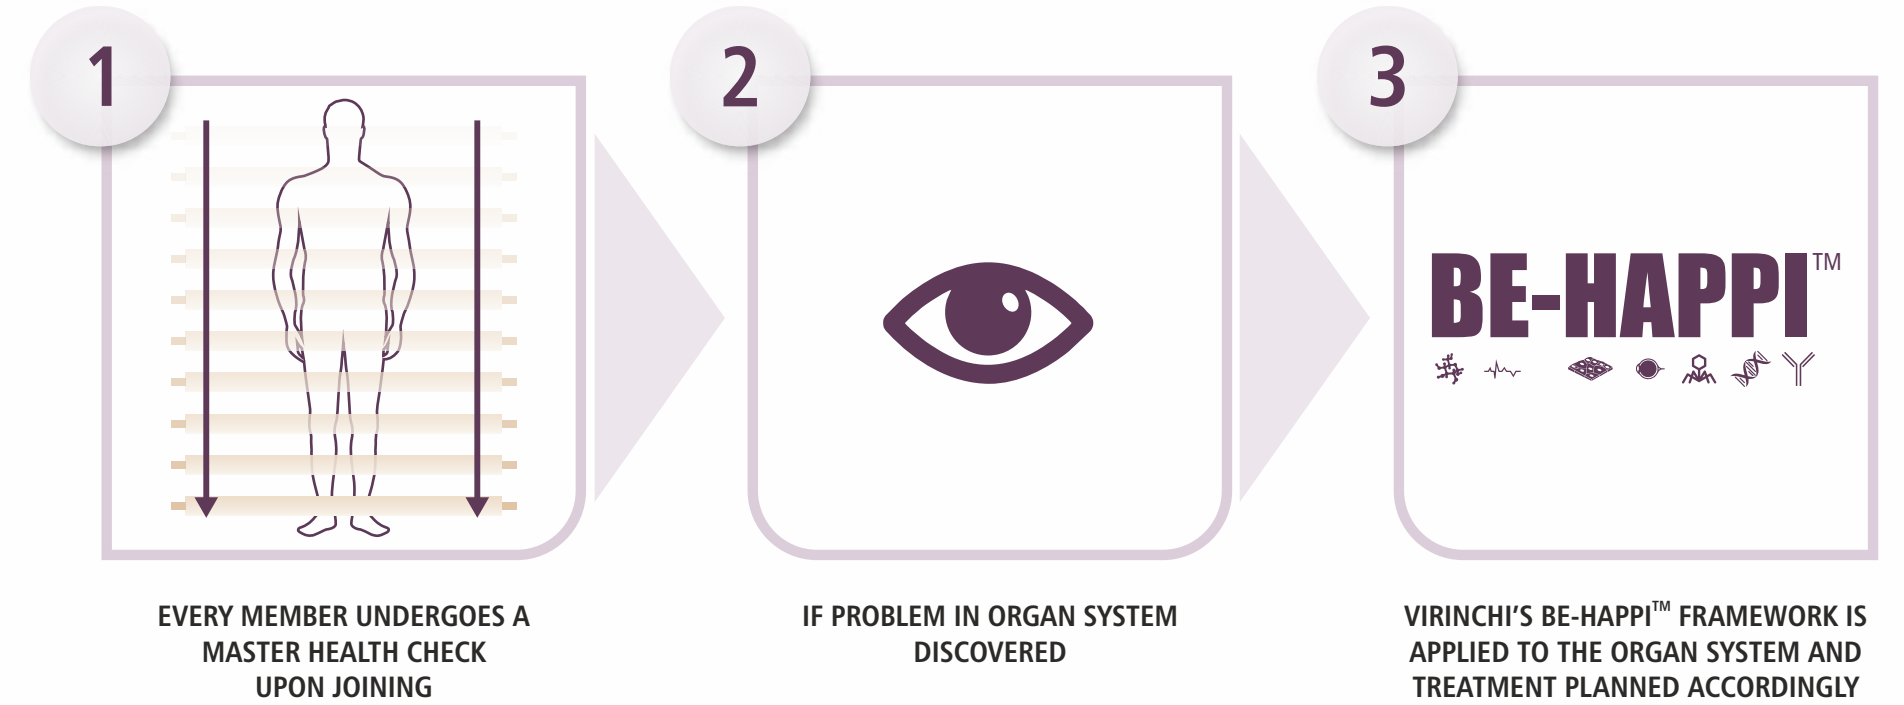 1
2
3
BE-HAPPI™
EVERY MEMBER UNDERGOES A
MASTER HEALTH CHECK
UPON JOINING
IF PROBLEM IN ORGAN SYSTEM
DISCOVERED
VIRINCHI’S BE-HAPPI™ FRAMEWORK IS
APPLIED TO THE ORGAN SYSTEM AND
TREATMENT PLANNED ACCORDINGLY